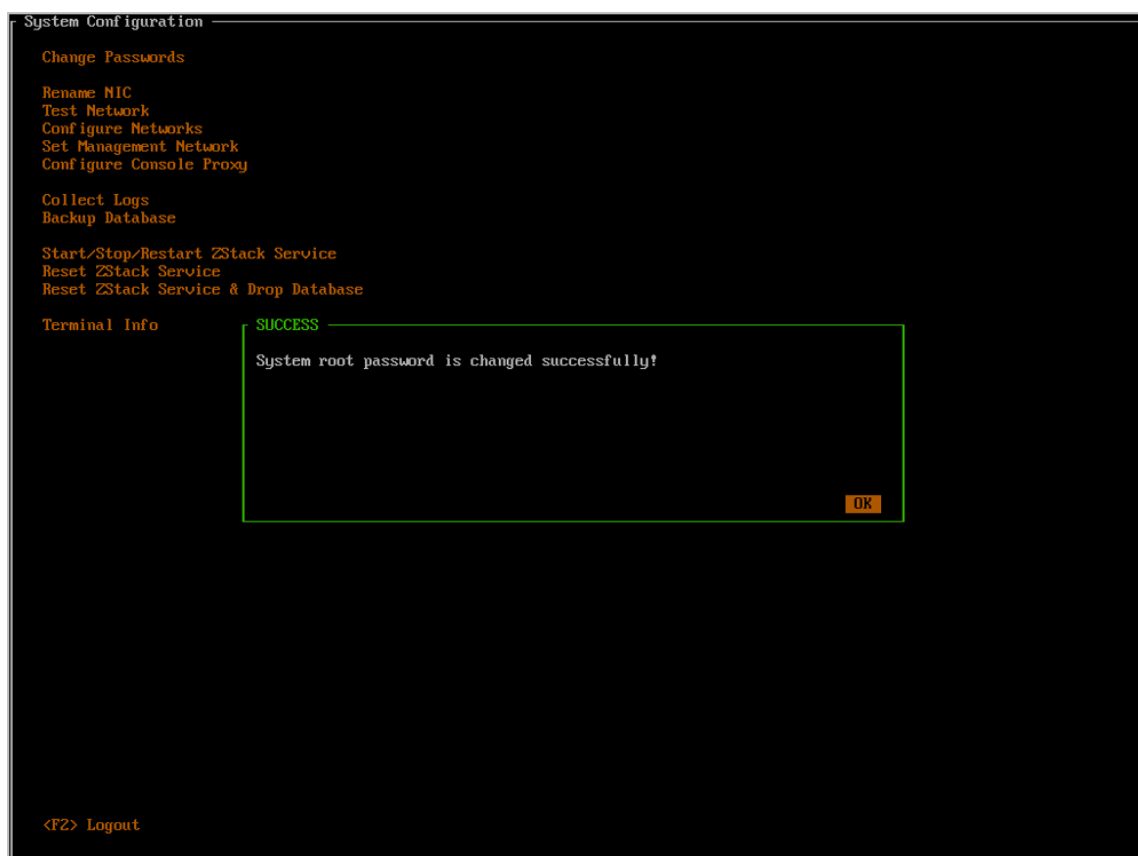 System Configuration
Change Passwords
Rename NIC
Test Network
Configure Networks
Set Management Network
Configure Console Proxy
Collect Logs
Backup Database
Start/Stop/Restart ZStack Service
Reset ZStack Service
Reset ZStack Service & Drop Database
Terminal Info
SUCCESS
System root password is changed successfully!
OK
<F2> Logout